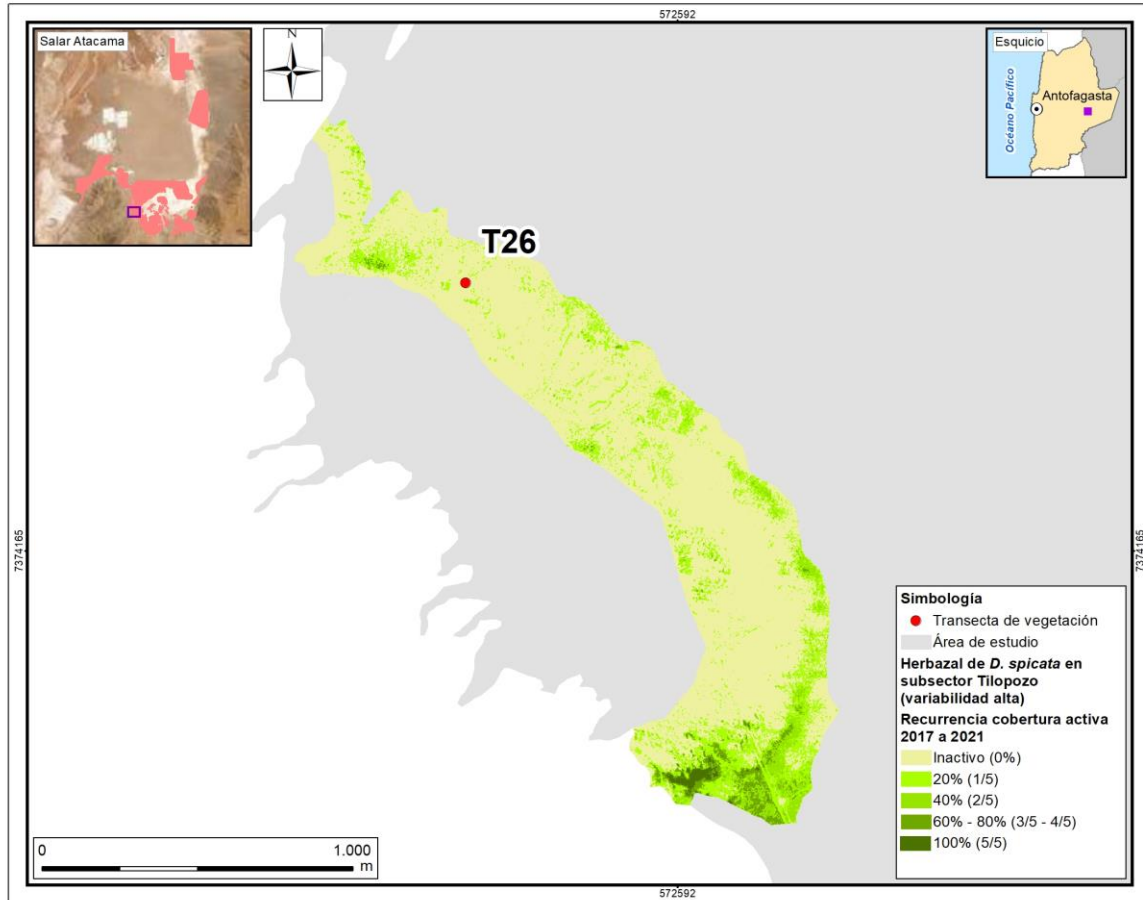 572592
Salar Atacama
N
Esquicio
Océano Pacífico
Antofagasta
T26
7374165
7374165
Simbología
Transecta de vegetación
Área de estudio
Herbazal de D. spicata en
subsector Tilopozo
(variabilidad alta)
Recurrencia cobertura activa
2017 a 2021
Inactivo (0%)
20% (1/5)
40% (2/5)
60% - 80% (3/5 - 4/5)
100% (5/5)
0 1.000
m
572592